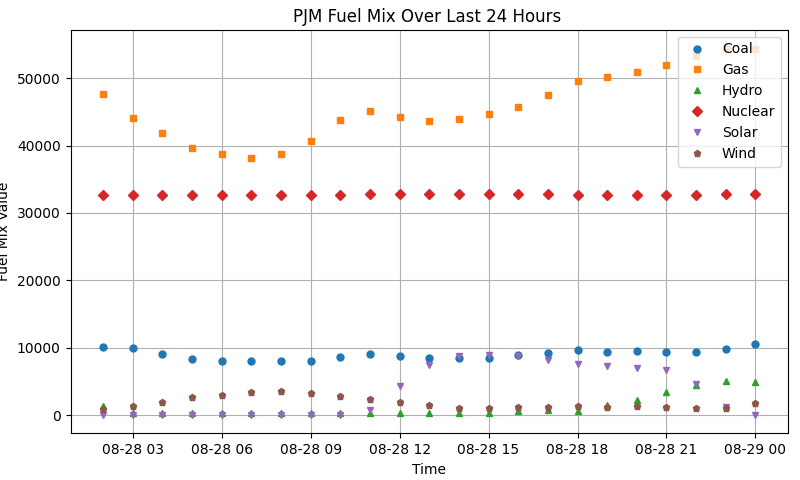 PJM Fuel Mix Over Last 24 Hours
Coal
Gas
Hydro
Nuclear
Solar
Wind
50000
40000
30000
20000
10000
0
Fuel Mix Value
08-28 03 08-28 06 08-28 09 08-28 12 08-28 15 08-28 18 08-28 21 08-29 00
Time